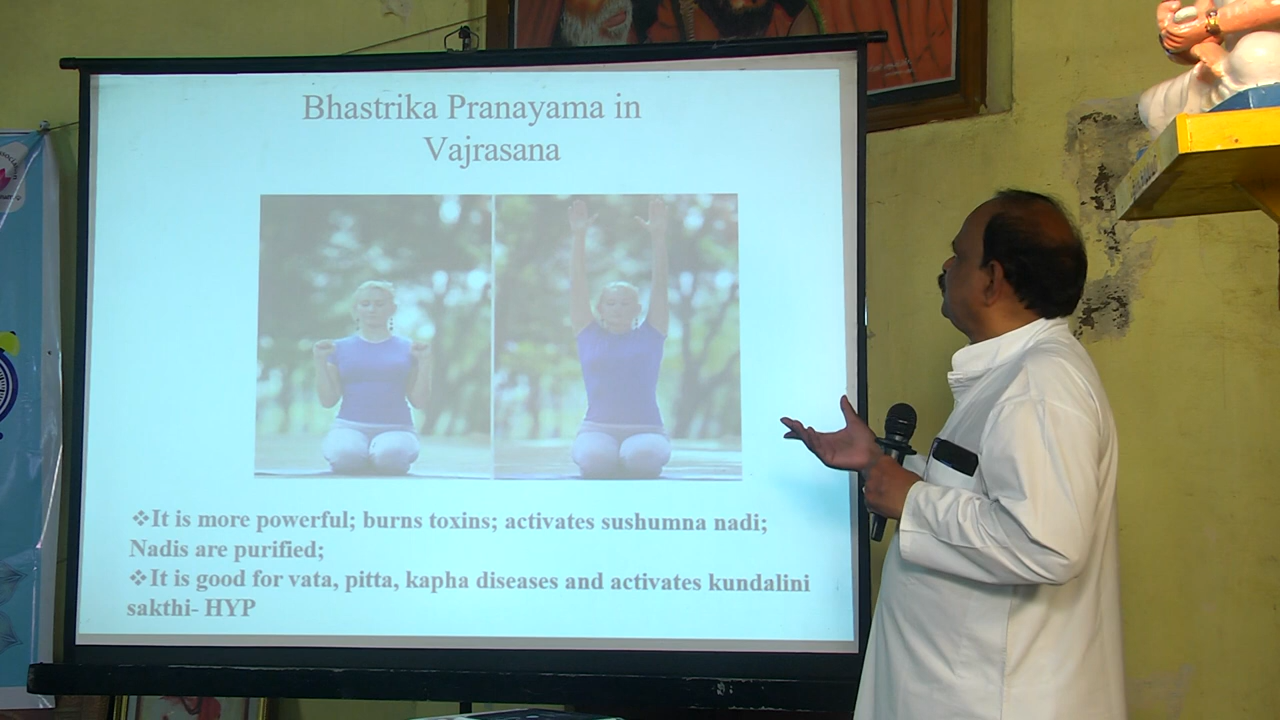 Bhastrika Pranayama in
Vajrasana
❖It is more powerful; burns toxins; activates sushumna nadi;
Nadis are purified;
❖It is good for vata, pitta, kapha diseases and activates kundalini
sakthi- HYP